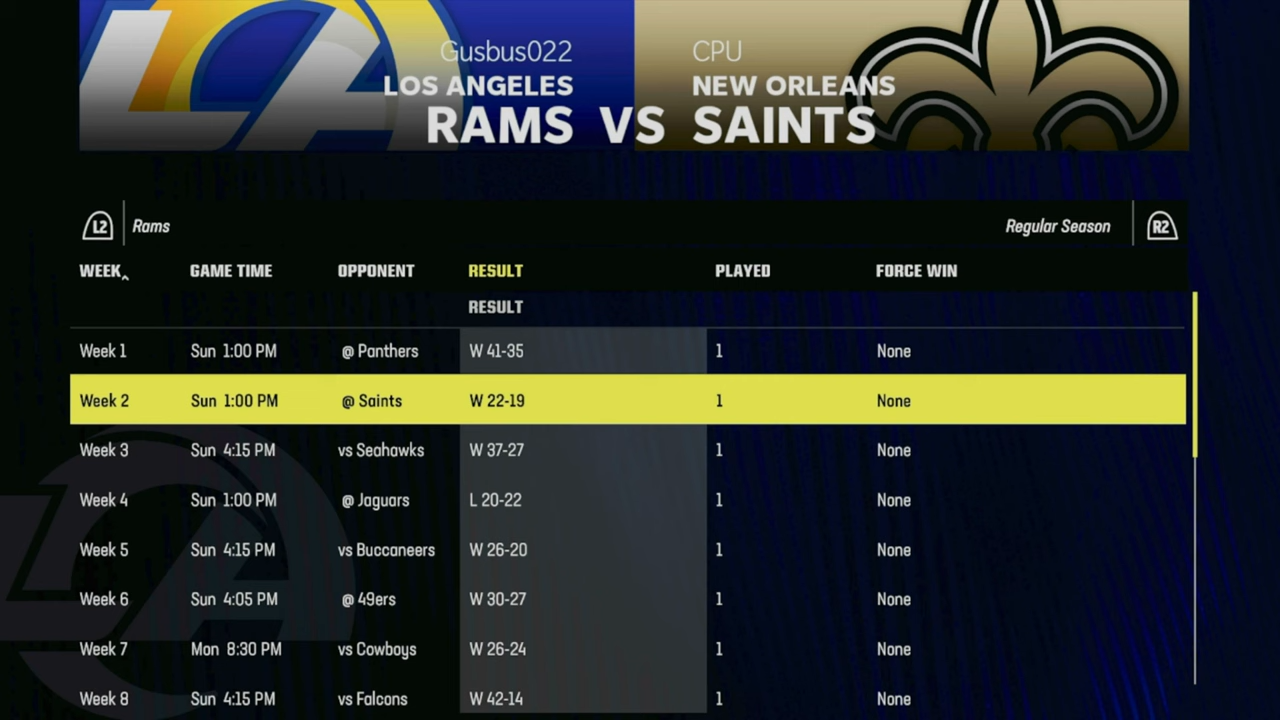 Gusbus022 CPU
LOS ANGELES NEW ORLEANS
RAMS VS SAINTS
L2 Rams Regular Season R2
WEEK GAME TIME OPPONENT RESULT PLAYED FORCE WIN
RESULT
Week 1 Sun 1:00 PM @ Panthers W 41-35 1 None
Week 2 Sun 1:00 PM @ Saints W 22-19 1 None
Week 3 Sun 4:15 PM vs Seahawks W 37-27 1 None
Week 4 Sun 1:00 PM @ Jaguars L 20-22 1 None
Week 5 Sun 4:15 PM vs Buccaneers W 26-20 1 None
Week 6 Sun 4:05 PM @ 49ers W 30-27 1 None
Week 7 Mon 8:30 PM vs Cowboys W 26-24 1 None
Week 8 Sun 4:15 PM vs Falcons W 42-14 1 None